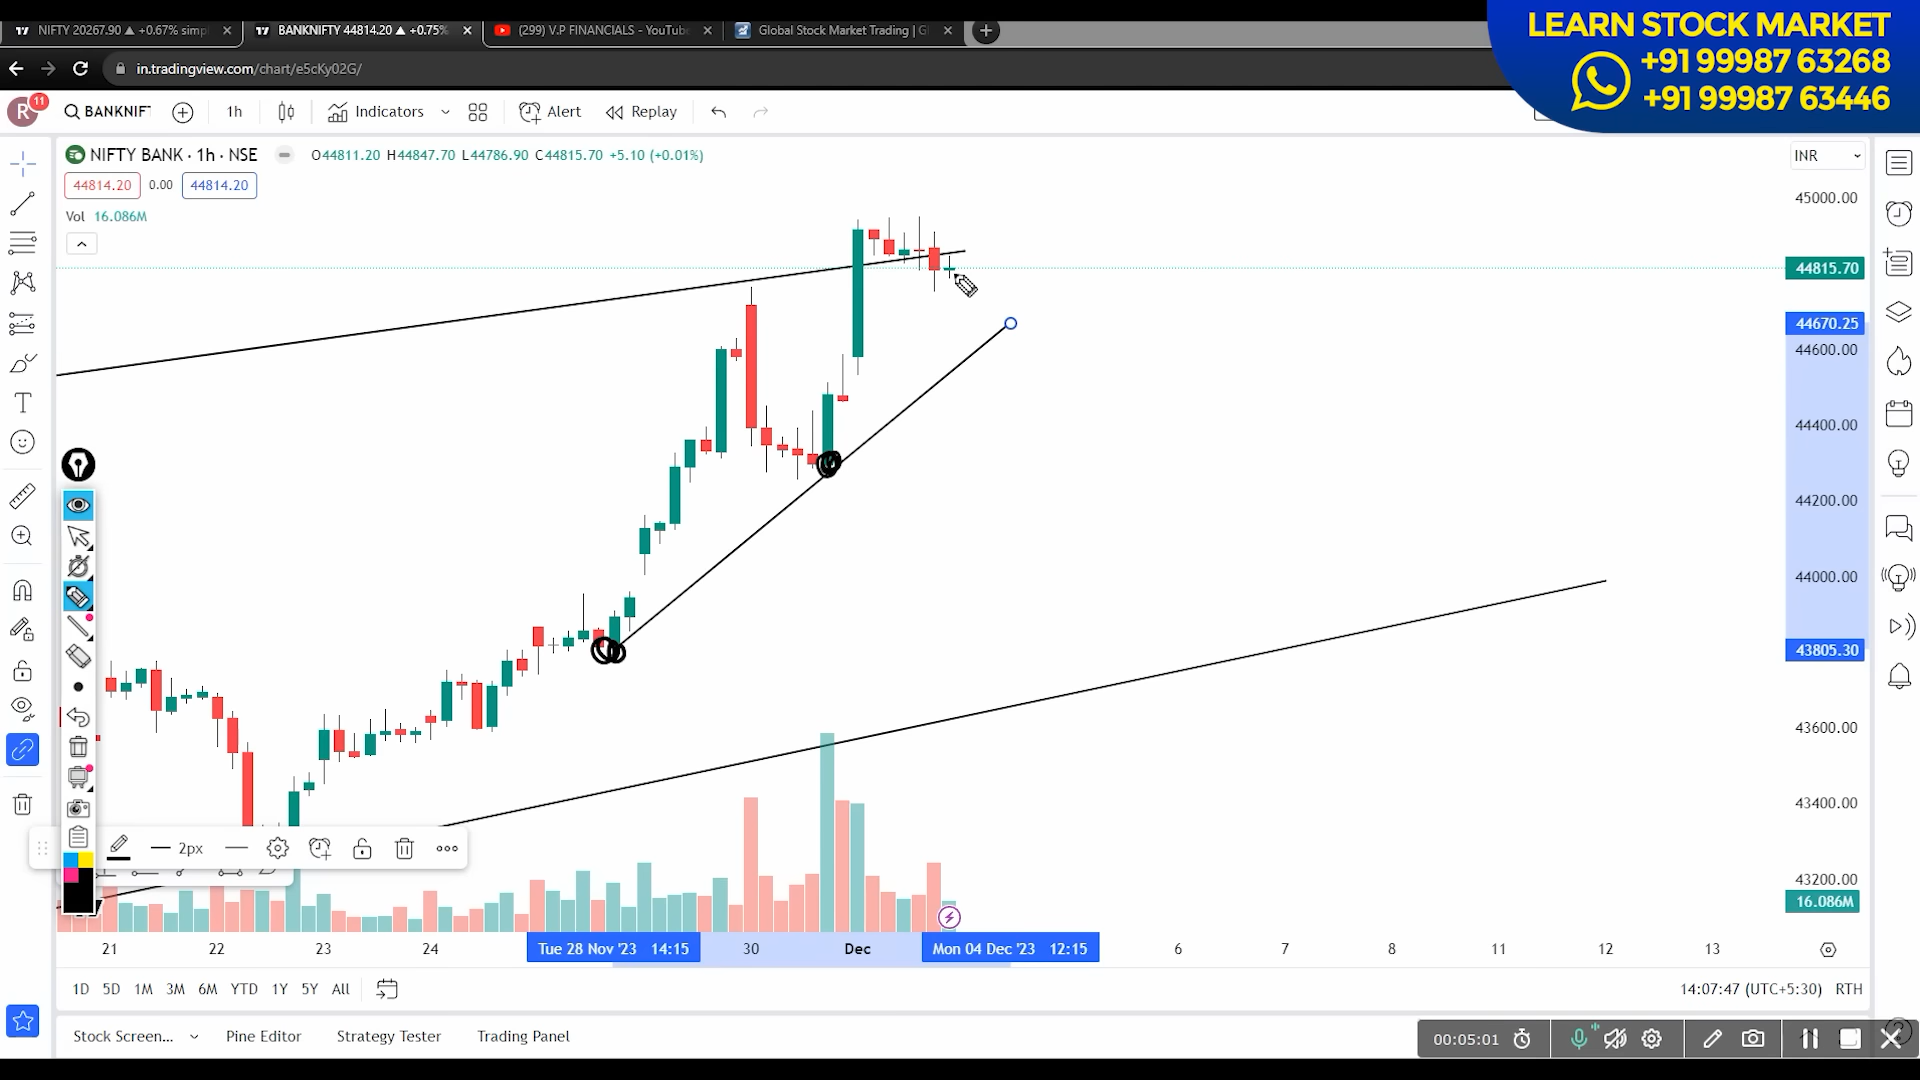 NIFTY 20267.90 ▲ +0.67% simp
BANKNIFTY 44814.20 ▲ +0.75%
(299) V.P FINANCIALS - YouTube
Global Stock Market Trading | G
LEARN STOCK MARKET
+91 99987 63268
+91 99987 63446
in.tradingview.com/chart/e5cKy02G/
R
11
BANKNIFT
1h
Indicators
Alert
Replay
NIFTY BANK · 1h · NSE
O44811.20 H44847.70 L44786.90 C44815.70 +5.10 (+0.01%)
INR
44814.20 0.00 44814.20
Vol 16.086M
45000.00
44815.70
44670.25
44600.00
44400.00
44200.00
44000.00
43805.30
43600.00
43400.00
43200.00
16.086M
2px
21 22 23 24 Tue 28 Nov '23 14:15 30 Dec Mon 04 Dec '23 12:15 6 7 8 11 12 13
1D 5D 1M 3M 6M YTD 1Y 5Y All
14:07:47 (UTC+5:30) RTH
Stock Screen... Pine Editor Strategy Tester Trading Panel
00:05:01